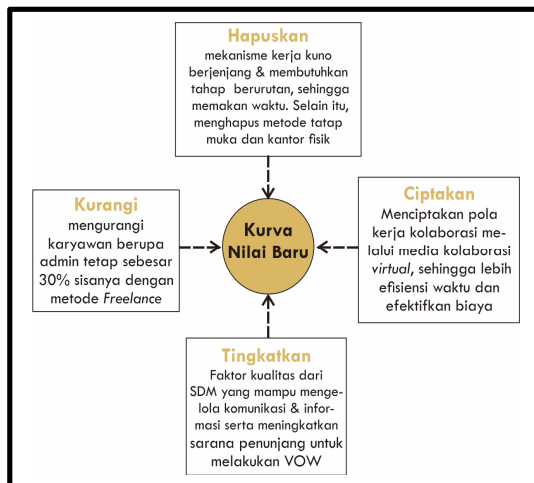 Hapuskan
mekanisme kerja kuno
berjenjang & membutuhkan
tahap berurutan, sehingga
memakan waktu. Selain itu,
menghapus metode tatap
muka dan kantor fisik
Kurangi
mengurangi
karyawan berupa
admin tetap sebesar
30% sisanya dengan
metode Freelance
Kurva
Nilai Baru
Ciptakan
Menciptakan pola
kerja kolaborasi me-
lalui media kolaborasi
virtual, sehingga lebih
efisiensi waktu dan
efektifkan biaya
Tingkatkan
Faktor kualitas dari
SDM yang mampu menge-
lola komunikasi & infor-
masi serta meningkatkan
sarana penunjang untuk
melakukan VOW